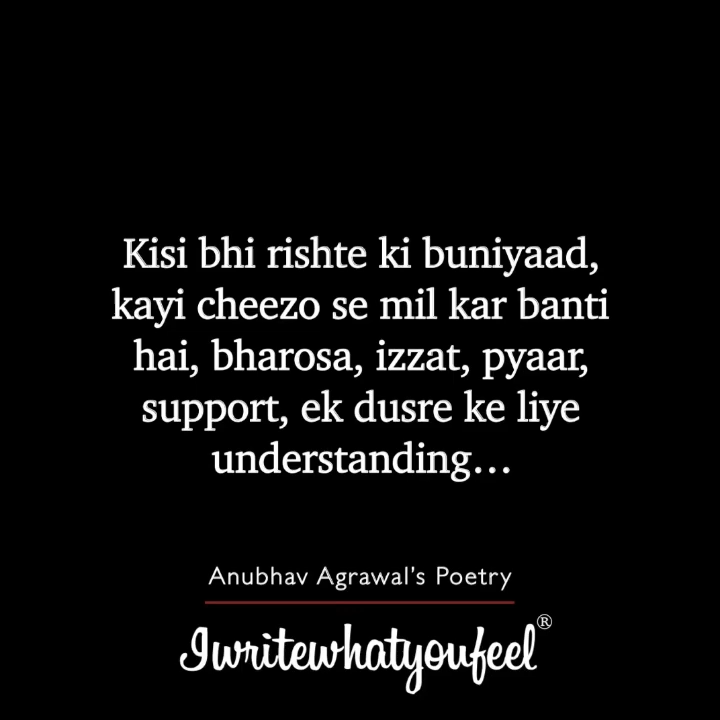 Kisi bhi rishte ki buniyaad,
kayi cheezo se mil kar banti
hai, bharosa, izzat, pyaar,
support, ek dusre ke liye
understanding...
Anubhav Agrawal's Poetry
Iwritewhatyoufeel®